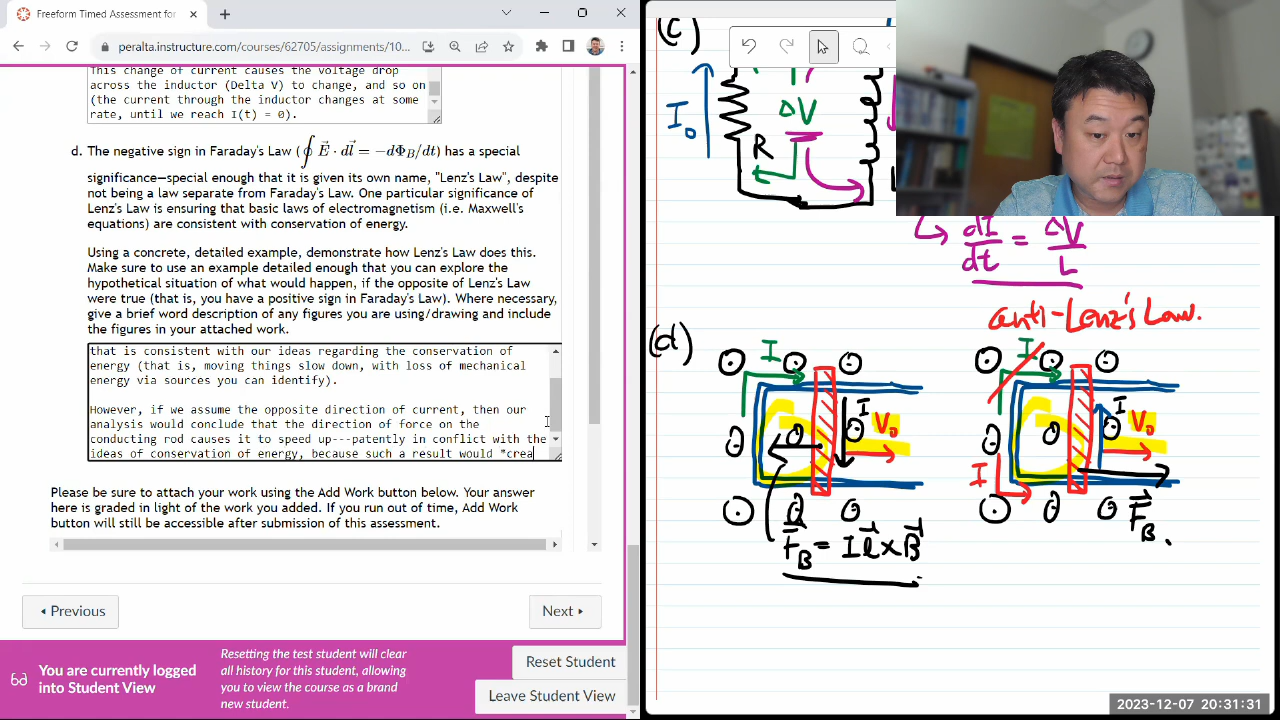 Freeform Timed Assessment for
peralta.instructure.com/courses/62705/assignments/10...
This change of current causes the voltage drop
across the inductor (Delta V) to change, and so on
(the current through the inductor changes at some
rate, until we reach I(t) = 0).
d. The negative sign in Faraday's Law (∮ E⃗ · dl⃗ = −dΦ_B/dt) has a special
significance—special enough that it is given its own name, "Lenz's Law", despite
not being a law separate from Faraday's Law. One particular significance of
Lenz's Law is ensuring that basic laws of electromagnetism (i.e. Maxwell's
equations) are consistent with conservation of energy.
Using a concrete, detailed example, demonstrate how Lenz's Law does this.
Make sure to use an example detailed enough that you can explore the
hypothetical situation of what would happen, if the opposite of Lenz's Law
were true (that is, you have a positive sign in Faraday's Law). Where necessary,
give a brief word description of any figures you are using/drawing and include
the figures in your attached work.
that is consistent with our ideas regarding the conservation of
energy (that is, moving things slow down, with loss of mechanical
energy via sources you can identify).
However, if we assume the opposite direction of current, then our
analysis would conclude that the direction of force on the
conducting rod causes it to speed up---patently in conflict with the
ideas of conservation of energy, because such a result would "crea
Please be sure to attach your work using the Add Work button below. Your answer
here is graded in light of the work you added. If you run out of time, Add Work
button will still be accessible after submission of this assessment.
Previous
Next
You are currently logged
into Student View
Resetting the test student will clear
all history for this student, allowing
you to view the course as a brand
new student.
Reset Student
Leave Student View
(c)
I₀
ΔV
R
dI/dt = ΔV/L
anti-Lenz's Law.
(d)
I
I
V₀
F⃗_B = I l⃗ × B⃗
I
I
I
V₀
F⃗_B
2023-12-07 20:31:31